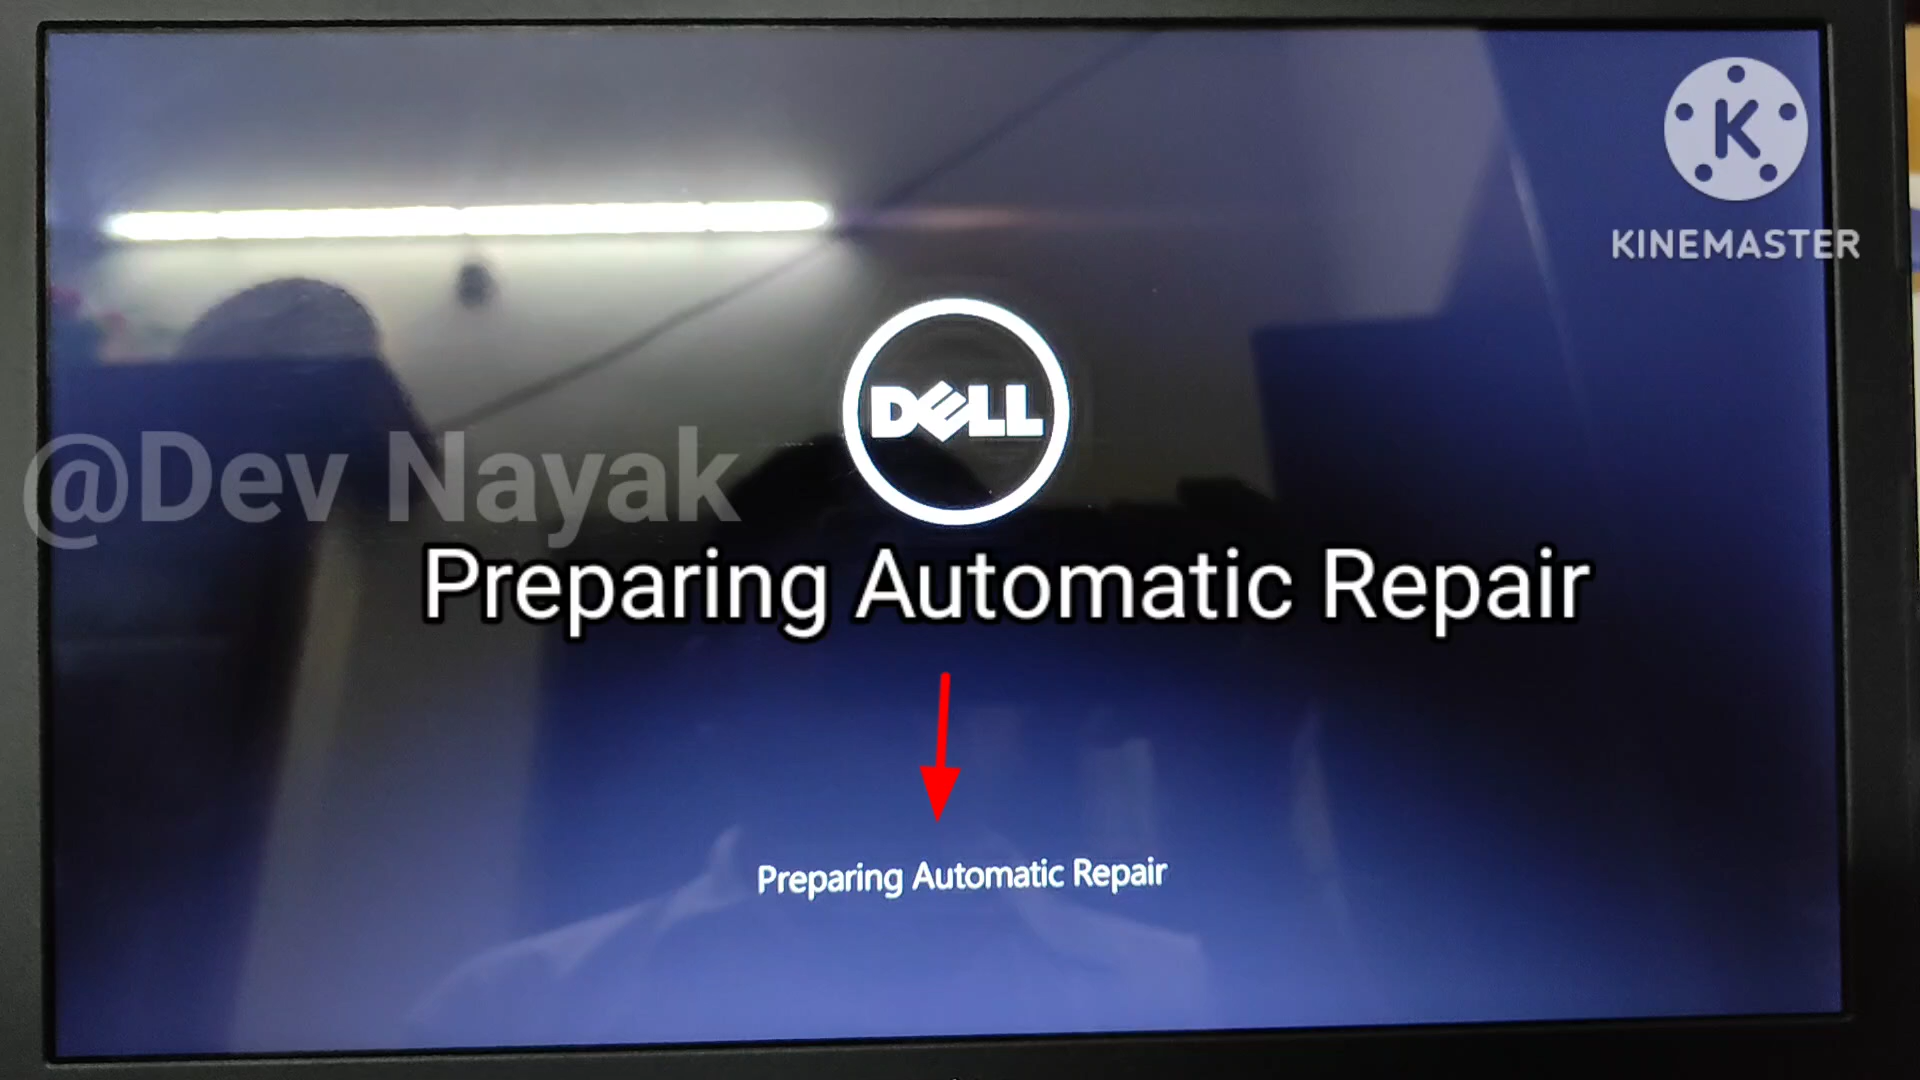 K
KINEMASTER
DELL
@Dev Nayak
Preparing Automatic Repair
Preparing Automatic Repair